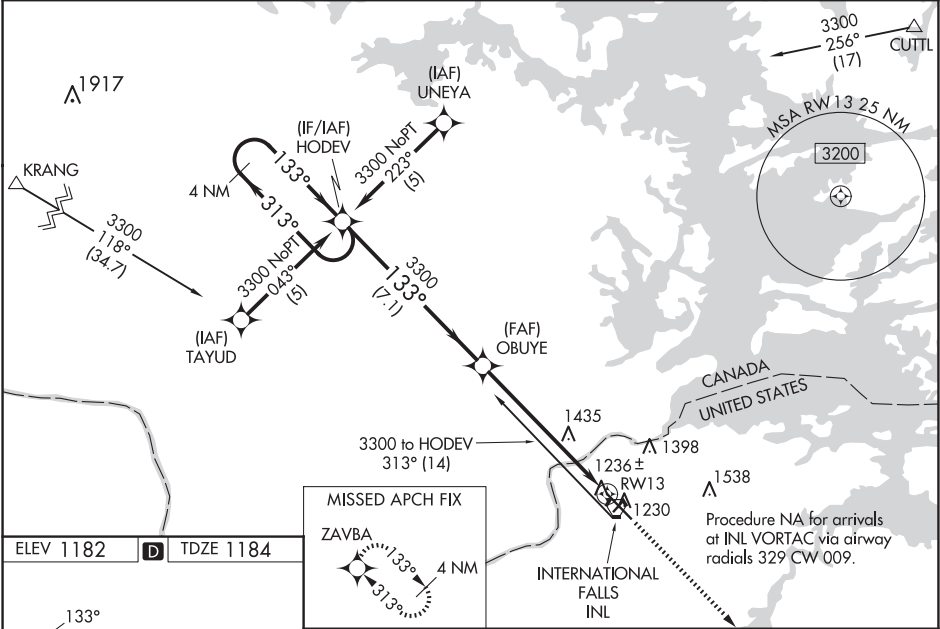 3300
256°
(17)
CUTTL
1917
(IAF)
UNEYA
MSA RW13 25 NM
3200
(IF/IAF)
HODEV
133°
3300 NoPT
223°
(5)
4 NM
313°
KRANG
3300
118°
(34.7)
3300 NoPT
043°
(5)
(IAF)
TAYUD
3300
133°
(7.1)
(FAF)
OBUYE
CANADA
UNITED STATES
1435
3300 to HODEV
313° (14)
1398
1236 ±
RW13
1538
1230
Procedure NA for arrivals
at INL VORTAC via airway
radials 329 CW 009.
INTERNATIONAL
FALLS
INL
MISSED APCH FIX
ZAVBA
133°
4 NM
313°
ELEV 1182 D TDZE 1184
133°